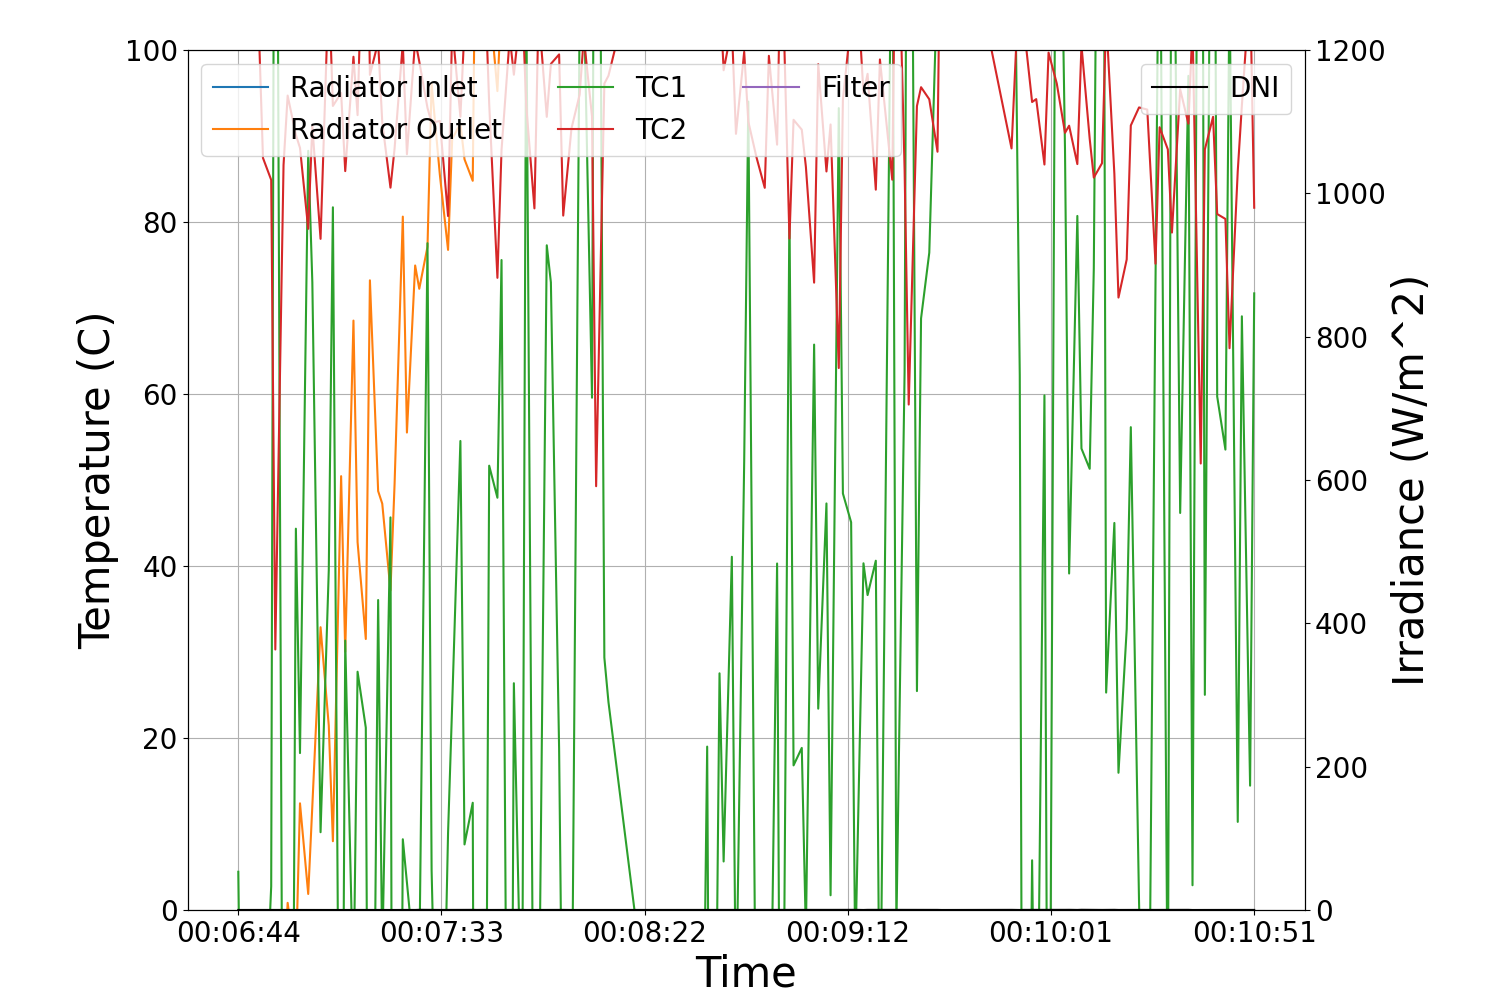 100
80
60
40
20
0
Temperature (C)
Radiator Inlet
Radiator Outlet
TC1
TC2
Filter
DNI
1200
1000
800
600
400
200
0
Irradiance (W/m^2)
00:06:44
00:07:33
00:08:22
00:09:12
00:10:01
00:10:51
Time